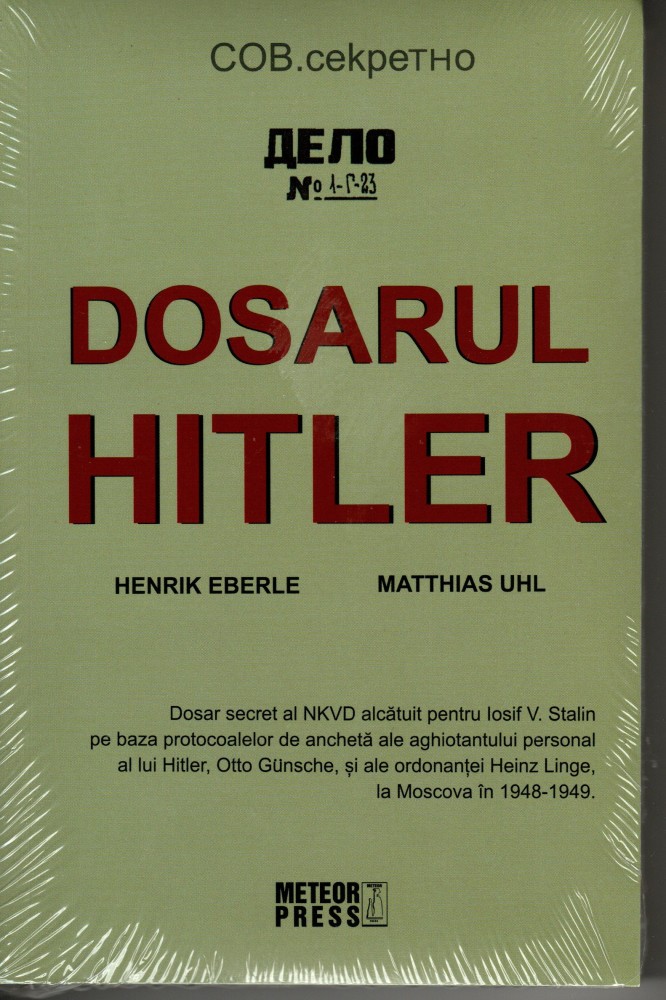 СОВ.секретно
ДЕЛО
№ 1-Г-23
DOSARUL
HITLER
HENRIK EBERLE MATTHIAS UHL
Dosar secret al NKVD alcătuit pentru Iosif V. Stalin
pe baza protocoalelor de anchetă ale aghiotantului personal
al lui Hitler, Otto Günsche, și ale ordonanței Heinz Linge,
la Moscova în 1948-1949.
METEOR
PRESS